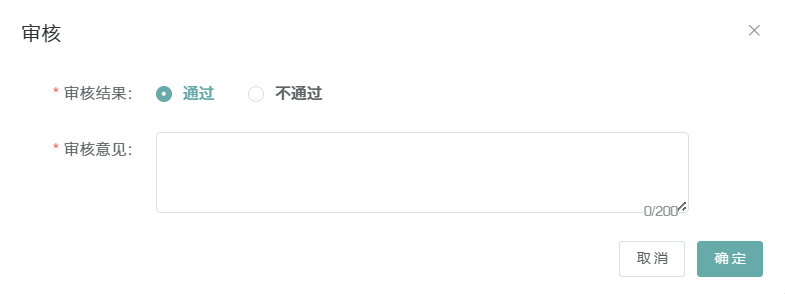 审核
* 审核结果: 通过 不通过
* 审核意见:
0/200
取消 确定